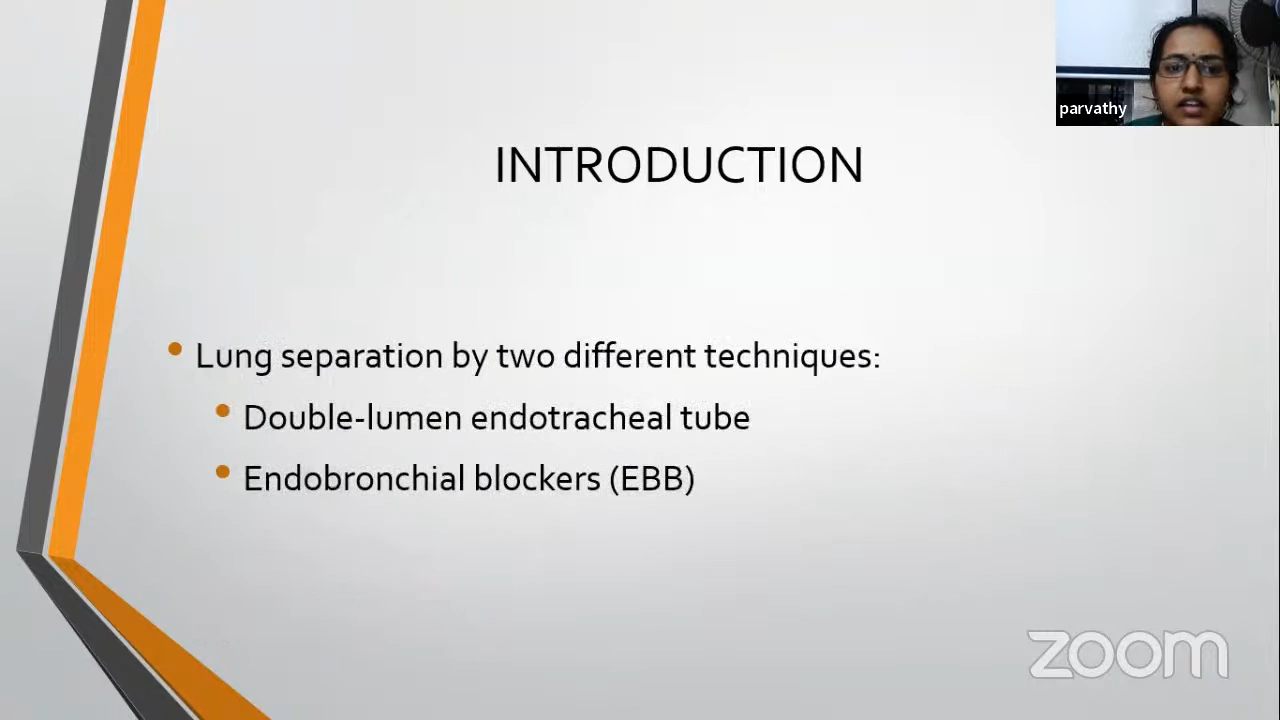 parvathy
INTRODUCTION
Lung separation by two different techniques:
Double-lumen endotracheal tube
Endobronchial blockers (EBB)
zoom